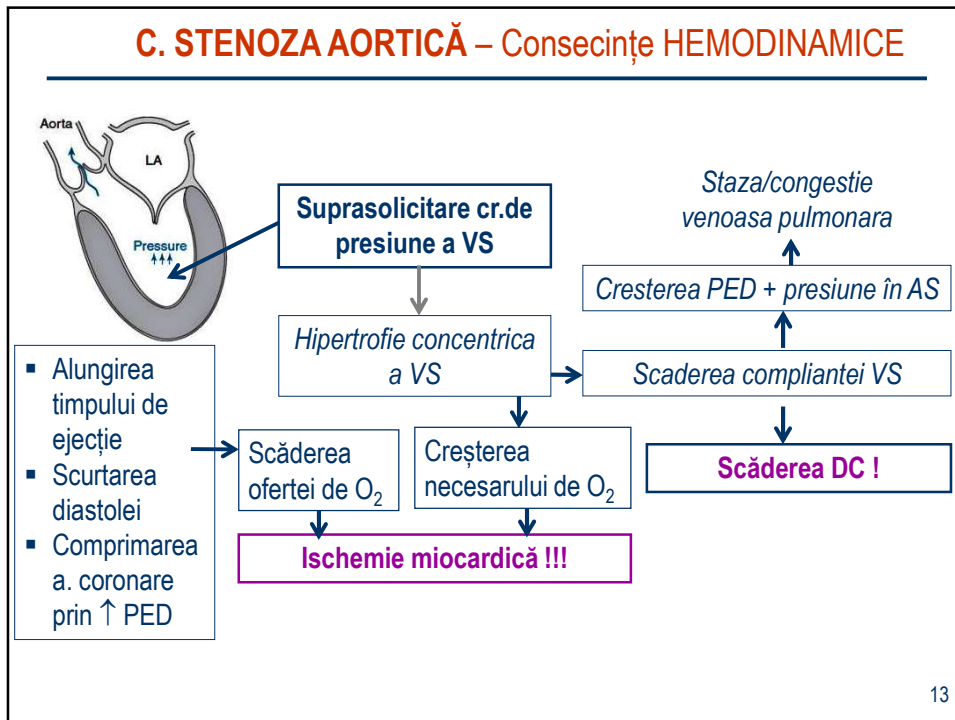 C. STENOZA AORTICĂ – Consecințe HEMODINAMICE
Aorta
LA
Pressure
↑↑↑
Suprasolicitare cr.de
presiune a VS
Staza/congestie
venoasa pulmonara
Cresterea PED + presiune în AS
Hipertrofie concentrica
a VS
Scaderea compliantei VS
▪ Alungirea
timpului de
ejecție
▪ Scurtarea
diastolei
▪ Comprimarea
a. coronare
prin ↑ PED
Scăderea
ofertei de O₂
Creșterea
necesarului de O₂
Scăderea DC !
Ischemie miocardică !!!
13